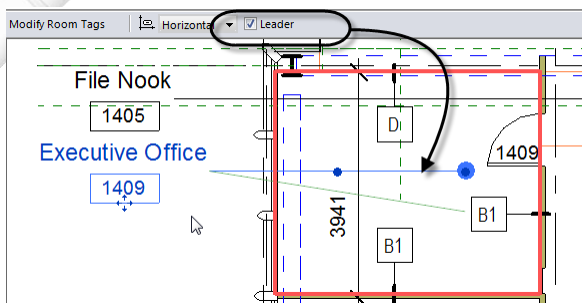 Modify Room Tags Horizontal Leader
File Nook
1405
D
Executive Office
1409
1409
3941
B1
B1